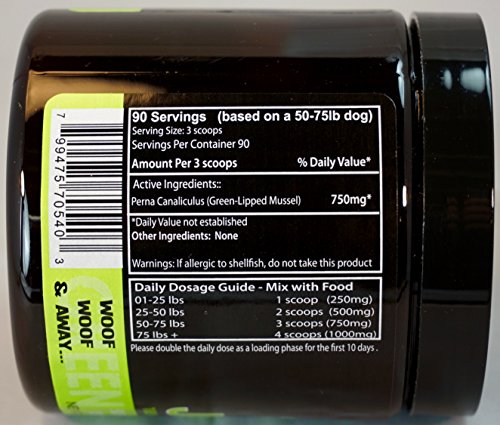 90 Servings (based on a 50-75lb dog)
Serving Size: 3 scoops
Servings Per Container 90
Amount Per 3 scoops % Daily Value*
Active Ingredients::
Perna Canaliculus (Green-Lipped Mussel) 750mg*
*Daily Value not established
Other Ingredients: None
Warnings: If allergic to shellfish, do not take this product
Daily Dosage Guide - Mix with Food
01-25 lbs 1 scoop (250mg)
25-50 lbs 2 scoops (500mg)
50-75 lbs 3 scoops (750mg)
75 lbs + 4 scoops (1000mg)
Please double the daily dose as a loading phase for the first 10 days .
7 99475 70540 3
WOOF
WOOF
& AWAY...